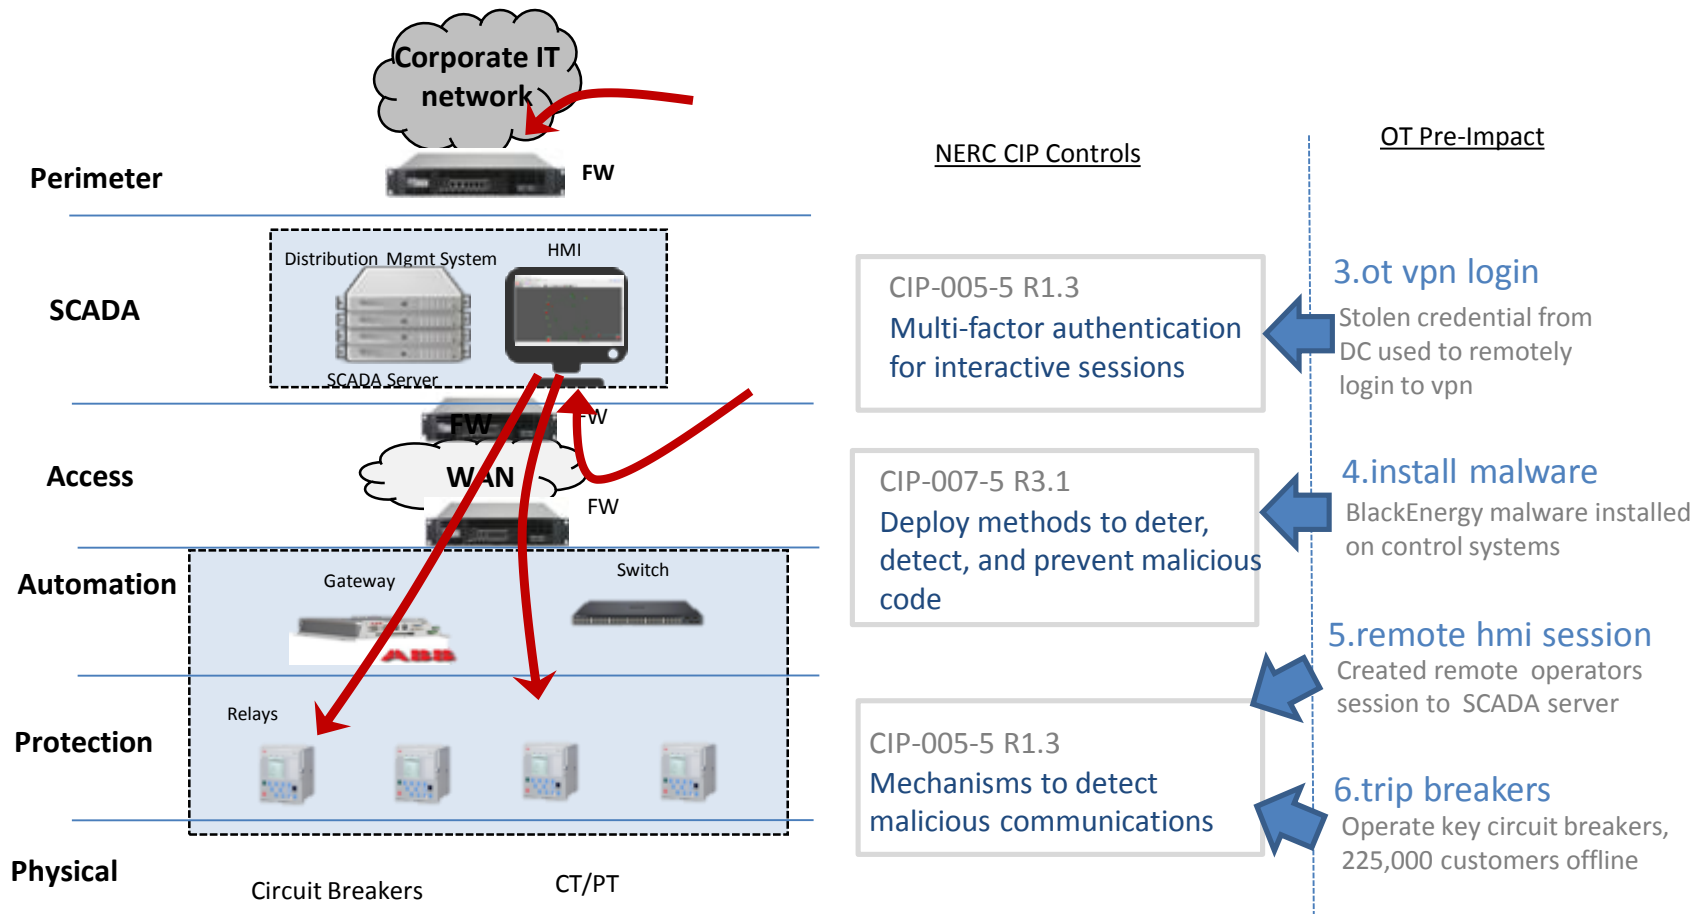 Corporate IT
network
FW
Perimeter
Distribution Mgmt System
HMI
SCADA
SCADA Server
FW
FW
Access
WAN
FW
Automation
Gateway
Switch
ABB
Relays
Protection
Physical
Circuit Breakers
CT/PT
NERC CIP Controls
CIP-005-5 R1.3
Multi-factor authentication
for interactive sessions
CIP-007-5 R3.1
Deploy methods to deter,
detect, and prevent malicious
code
CIP-005-5 R1.3
Mechanisms to detect
malicious communications
OT Pre-Impact
3.ot vpn login
Stolen credential from
DC used to remotely
login to vpn
4.install malware
BlackEnergy malware installed
on control systems
5.remote hmi session
Created remote operators
session to SCADA server
6.trip breakers
Operate key circuit breakers,
225,000 customers offline